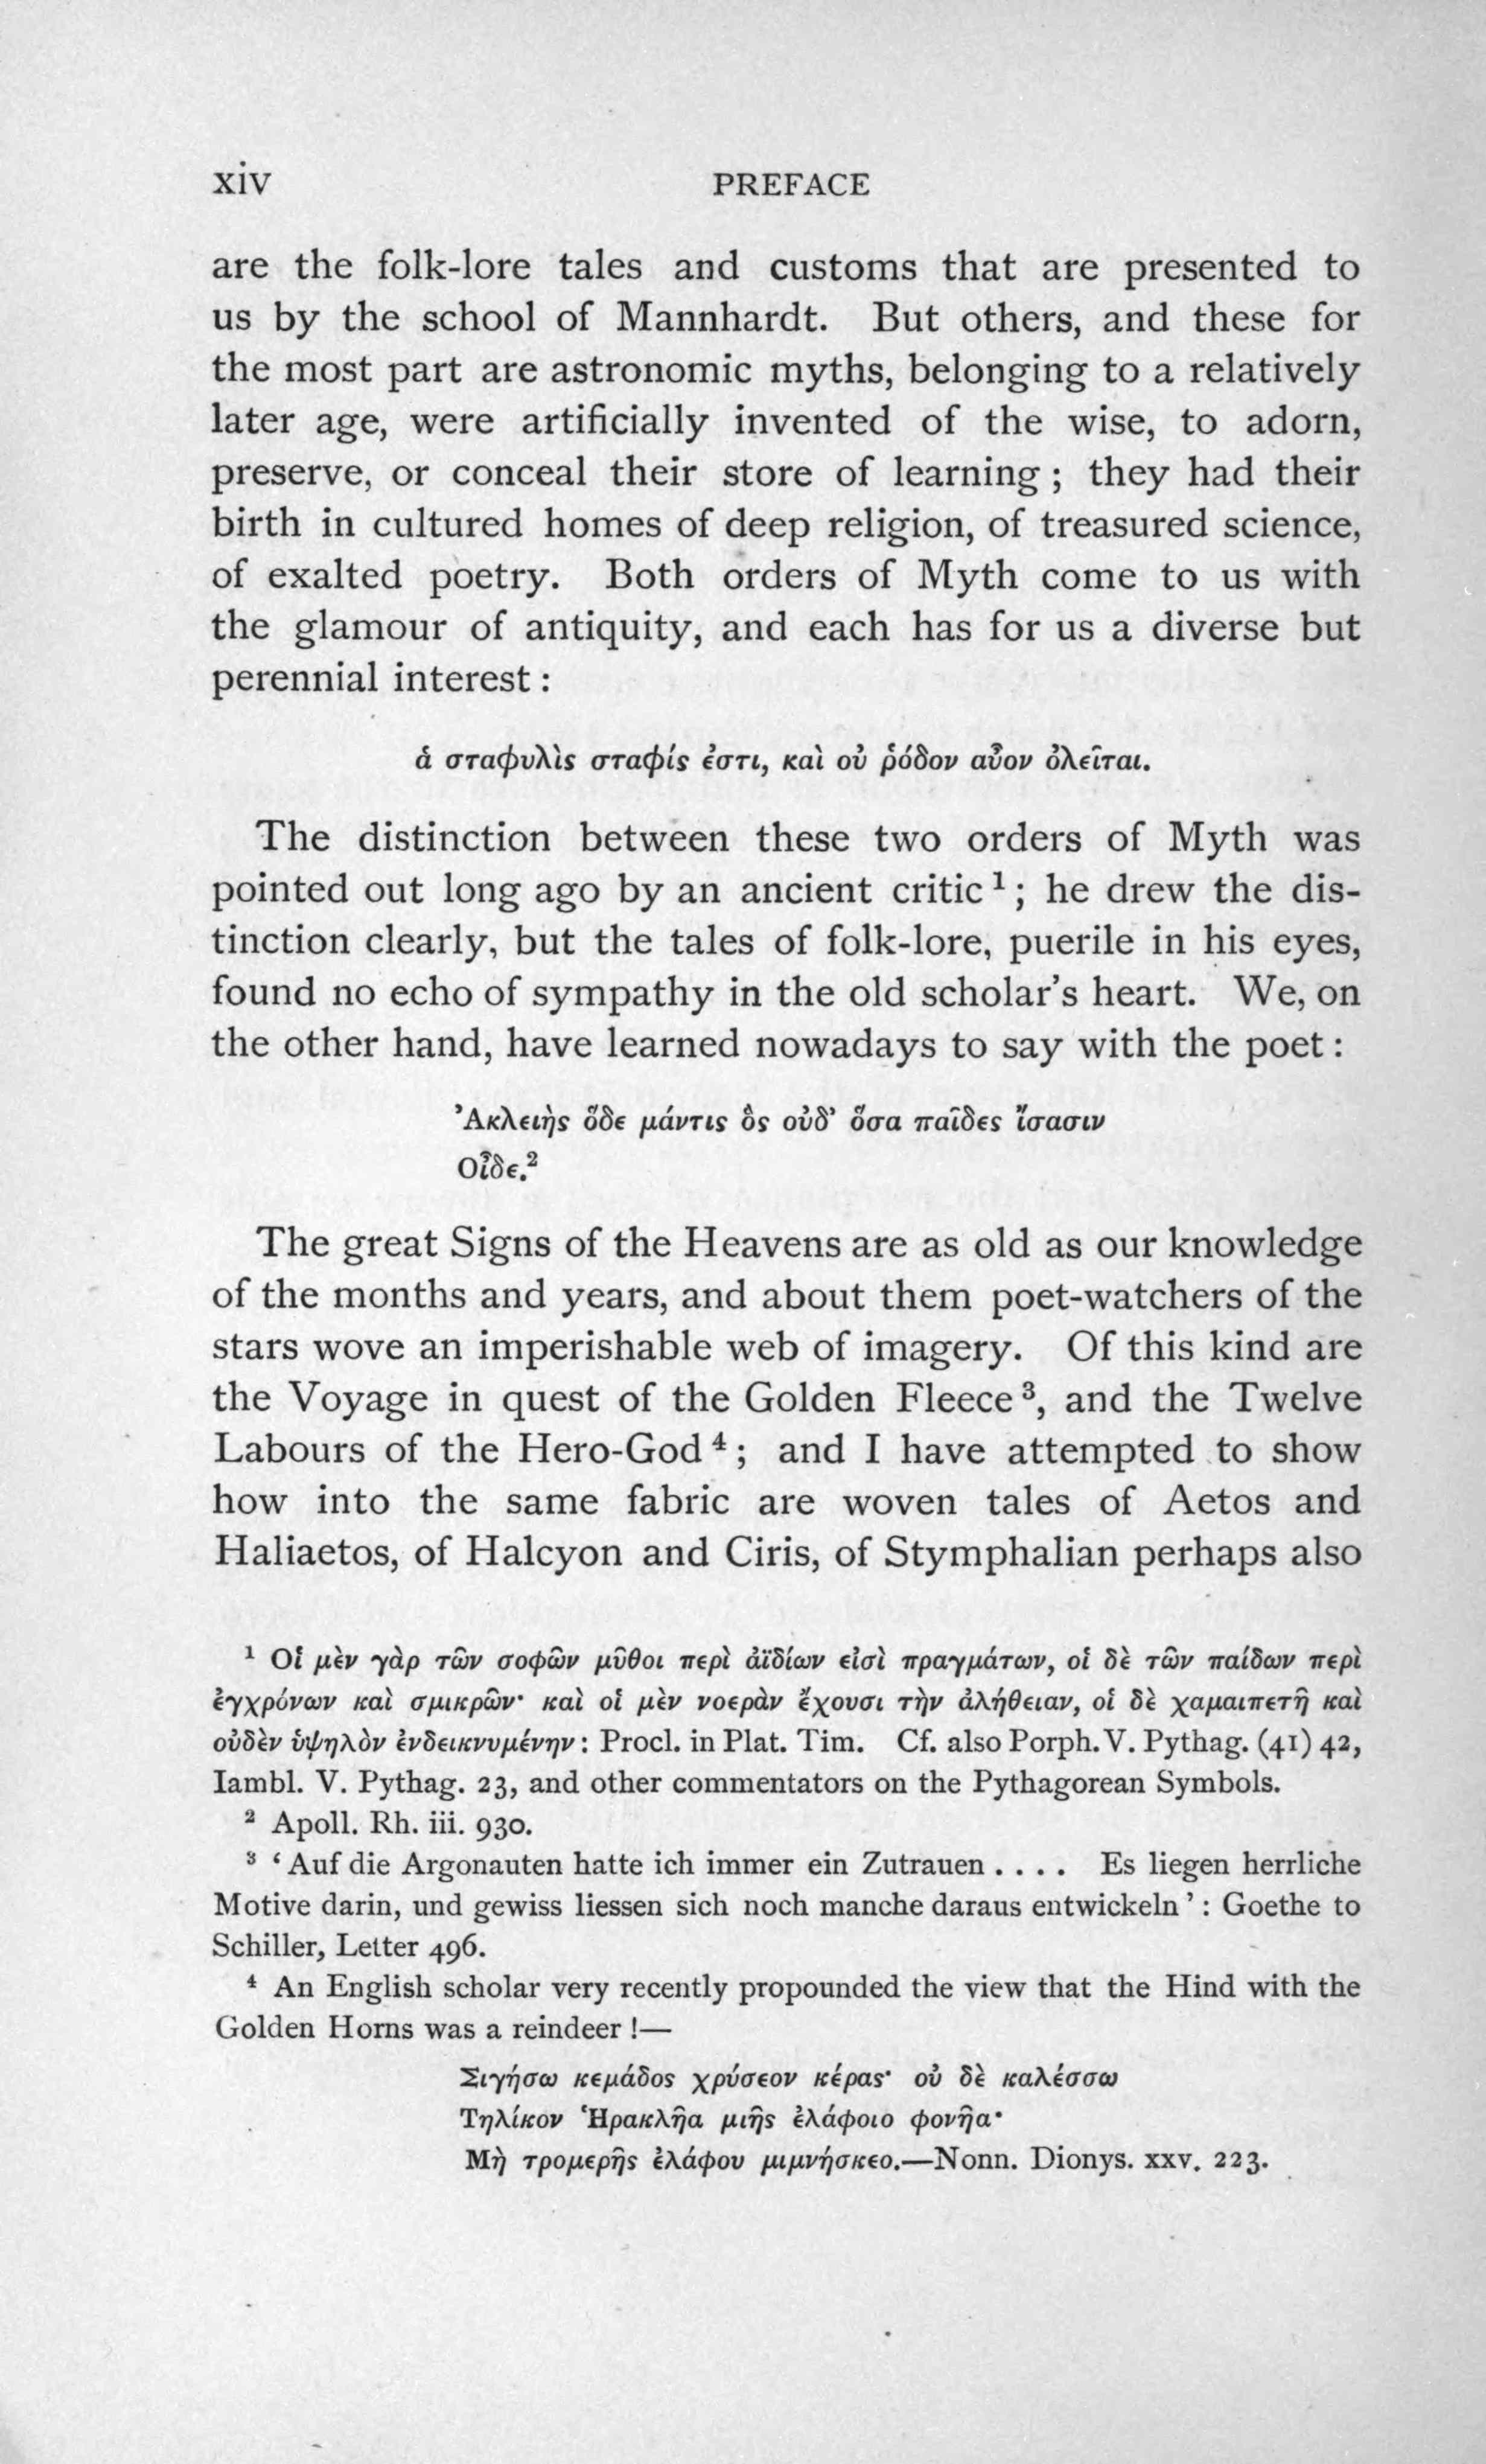 xiv PREFACE
are the folk-lore tales and customs that are presented to
us by the school of Mannhardt. But others, and these for
the most part are astronomic myths, belonging to a relatively
later age, were artificially invented of the wise, to adorn,
preserve, or conceal their store of learning ; they had their
birth in cultured homes of deep religion, of treasured science,
of exalted poetry. Both orders of Myth come to us with
the glamour of antiquity, and each has for us a diverse but
perennial interest :
ἁ σταφυλὶς σταφίς ἐστι, καὶ οὐ ῥόδον αὖον ὀλεῖται.
The distinction between these two orders of Myth was
pointed out long ago by an ancient critic ¹ ; he drew the dis-
tinction clearly, but the tales of folk-lore, puerile in his eyes,
found no echo of sympathy in the old scholar's heart. We, on
the other hand, have learned nowadays to say with the poet :
Ἀκλειὴς ὅδε μάντις ὃς οὐδ' ὅσα παῖδες ἴσασιν
Οἶδε.²
The great Signs of the Heavens are as old as our knowledge
of the months and years, and about them poet-watchers of the
stars wove an imperishable web of imagery. Of this kind are
the Voyage in quest of the Golden Fleece ³, and the Twelve
Labours of the Hero-God ⁴ ; and I have attempted to show
how into the same fabric are woven tales of Aetos and
Haliaetos, of Halcyon and Ciris, of Stymphalian perhaps also
¹ Οἱ μὲν γὰρ τῶν σοφῶν μῦθοι περὶ ἀϊδίων εἰσὶ πραγμάτων, οἱ δὲ τῶν παίδων περὶ
ἐγχρόνων καὶ σμικρῶν· καὶ οἱ μὲν νοερὰν ἔχουσι τὴν ἀλήθειαν, οἱ δὲ χαμαιπετῆ καὶ
οὐδὲν ὑψηλὸν ἐνδεικνυμένην : Procl. in Plat. Tim. Cf. also Porph. V. Pythag. (41) 42,
Iambl. V. Pythag. 23, and other commentators on the Pythagorean Symbols.
² Apoll. Rh. iii. 930.
³ ‘ Auf die Argonauten hatte ich immer ein Zutrauen . . . . Es liegen herrliche
Motive darin, und gewiss liessen sich noch manche daraus entwickeln ’ : Goethe to
Schiller, Letter 496.
⁴ An English scholar very recently propounded the view that the Hind with the
Golden Horns was a reindeer !—
Σιγήσω κεμάδος χρύσεον κέρας· οὐ δὲ καλέσσω
Τηλίκον Ἡρακλῆα μιῆς ἐλάφοιο φονῆα·
Μὴ τρομερῆς ἐλάφου μιμνήσκεο.—Nonn. Dionys. xxv. 223.